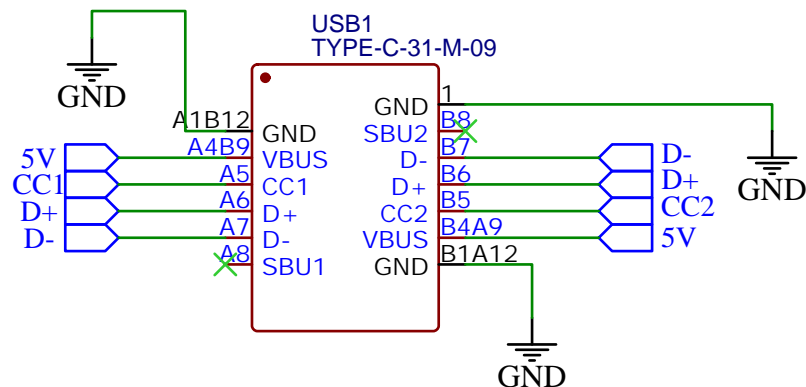 USB1
TYPE-C-31-M-09
GND
A1B12
GND
1
GND
A4B9
VBUS
5V
SBU2
B8
A5
CC1
CC1
D-
B7
D-
A6
D+
D+
D+
B6
D+
A7
D-
D-
CC2
B5
CC2
A8
SBU1
VBUS
B4A9
5V
GND
B1A12
GND
GND